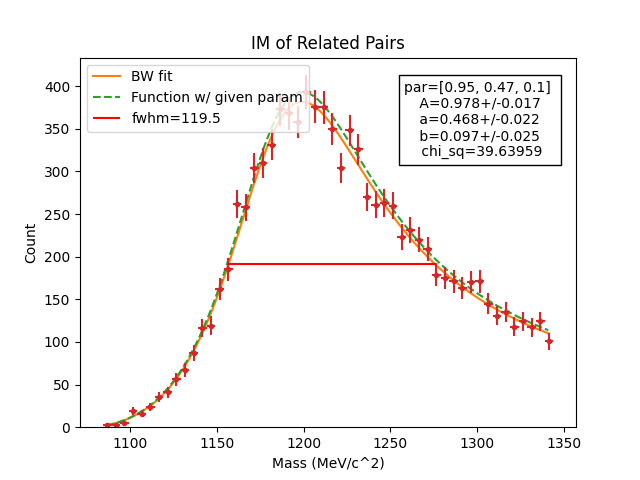 IM of Related Pairs
BW fit
Function w/ given param
fwhm=119.5
par=[0.95, 0.47, 0.1]
A=0.978+/-0.017
a=0.468+/-0.022
b=0.097+/-0.025
chi_sq=39.63959
Count
400
350
300
250
200
150
100
50
0
1100
1150
1200
1250
1300
1350
Mass (MeV/c^2)